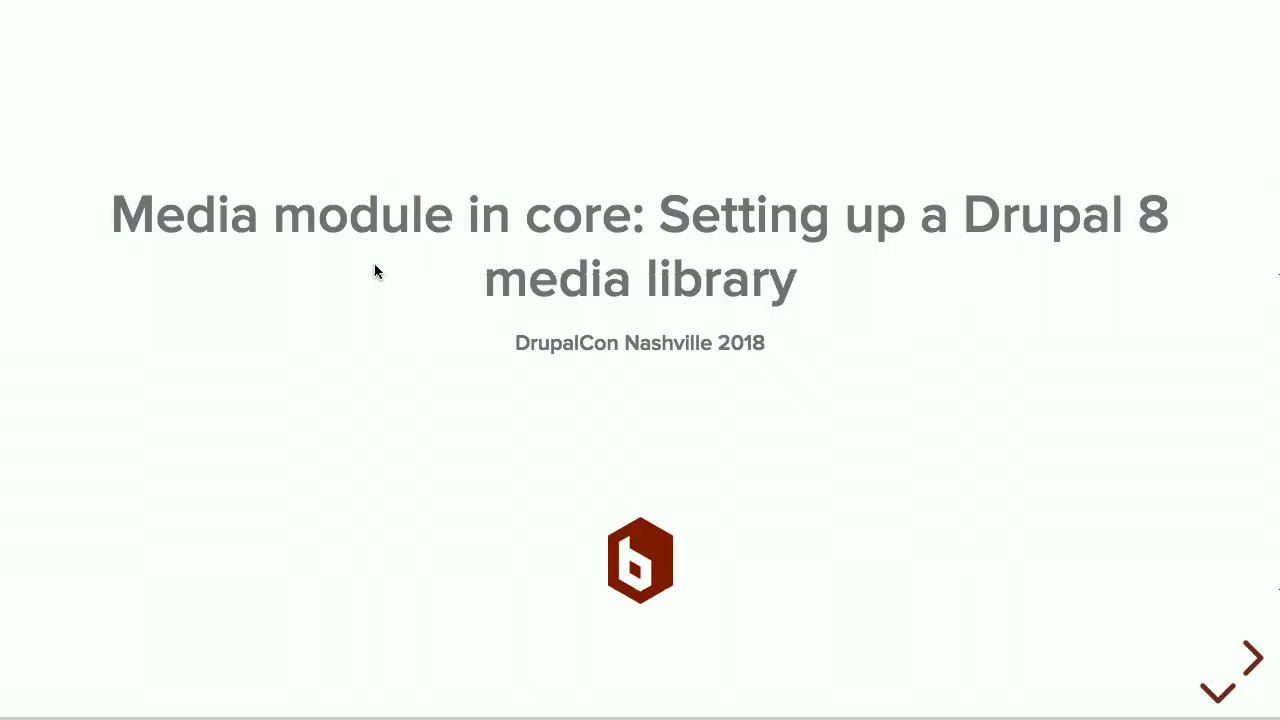 Media module in core: Setting up a Drupal 8
media library
DrupalCon Nashville 2018
b